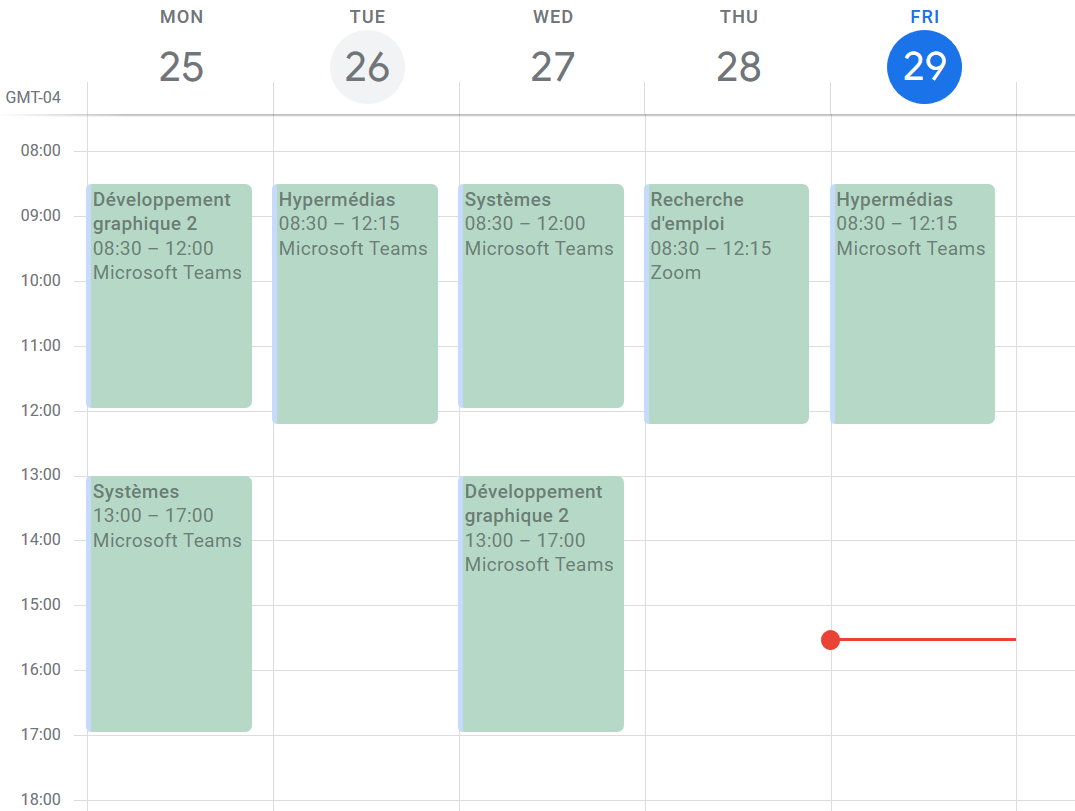 MON
TUE
WED
THU
FRI
25
26
27
28
29
GMT-04
08:00
09:00
10:00
11:00
12:00
13:00
14:00
15:00
16:00
17:00
18:00
Développement
graphique 2
08:30 – 12:00
Microsoft Teams
Systèmes
13:00 – 17:00
Microsoft Teams
Hypermédias
08:30 – 12:15
Microsoft Teams
Systèmes
08:30 – 12:00
Microsoft Teams
Développement
graphique 2
13:00 – 17:00
Microsoft Teams
Recherche
d'emploi
08:30 – 12:15
Zoom
Hypermédias
08:30 – 12:15
Microsoft Teams